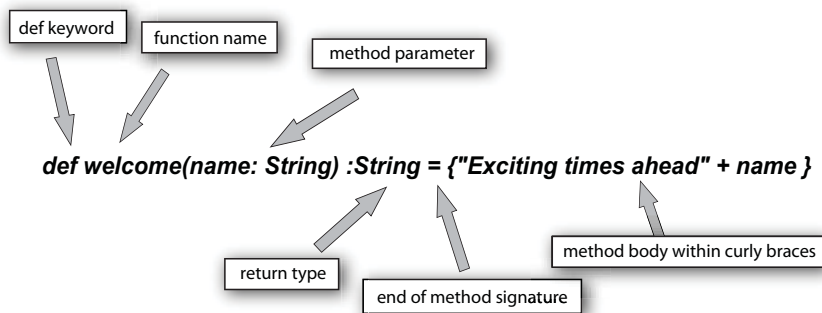 def keyword
function name
method parameter
def welcome(name: String) :String = {"Exciting times ahead" + name }
return type
end of method signature
method body within curly braces